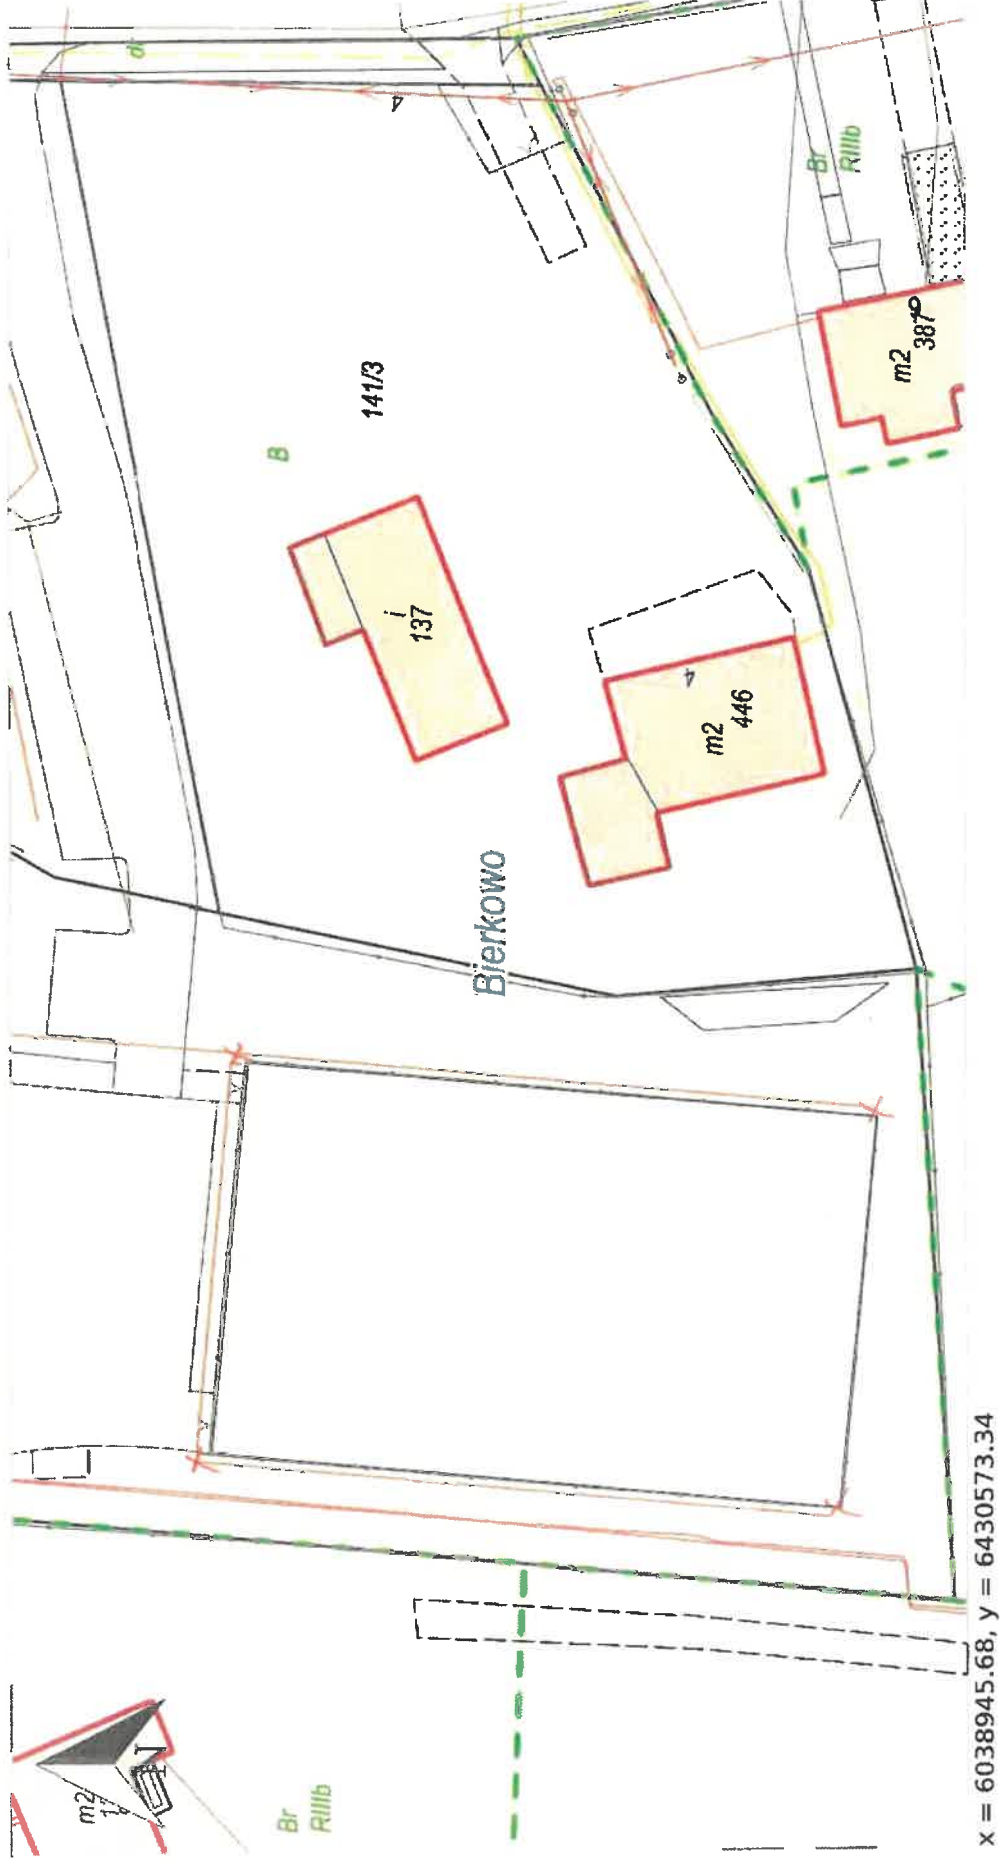 d
4
Br
RIIIb
141/3
B
m2
387
i
137
4
m2
446
Bierkowo
m2
N
Br
RIIIb
x = 6038945.68, y = 6430573.34